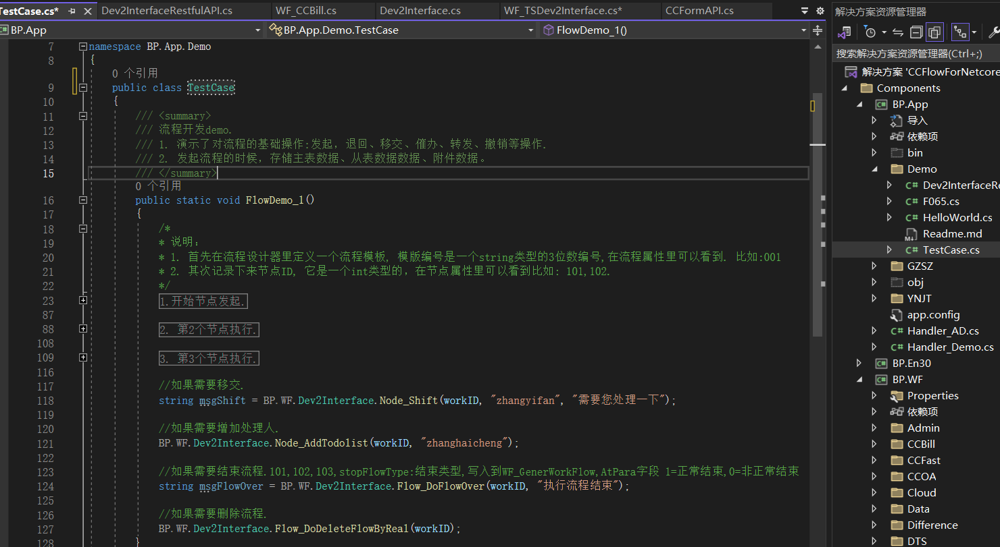 TestCase.cs*
Dev2InterfaceRestfulAPI.cs
WF_CCBill.cs
Dev2Interface.cs
WF_TSDev2Interface.cs*
CCFormAPI.cs
BP.App
BP.App.Demo.TestCase
FlowDemo_1()
7 namespace BP.App.Demo
8 {
0 个引用
9 public class TestCase
10 {
11 /// <summary>
12 /// 流程开发demo.
13 /// 1. 演示了对流程的基础操作:发起，退回、移交、催办、转发、撤销等操作.
14 /// 2. 发起流程的时候，存储主表数据、从表数据数据、附件数据。
15 /// </summary>
0 个引用
16 public static void FlowDemo_1()
17 {
18 /*
19 * 说明：
20 * 1. 首先在流程设计器里定义一个流程模板, 模版编号是一个string类型的3位数编号,在流程属性里可以看到. 比如:001
21 * 2. 其次记录下来节点ID, 它是一个int类型的，在节点属性里可以看到比如: 101,102.
22 */
23 1.开始节点发起.
87
88 2. 第2个节点执行.
108
109 3. 第3个节点执行.
116
117 //如果需要移交.
118 string msgShift = BP.WF.Dev2Interface.Node_Shift(workID, "zhangyifan", "需要您处理一下");
119
120 //如果需要增加处理人.
121 BP.WF.Dev2Interface.Node_AddTodolist(workID, "zhanghaicheng");
122
123 //如果需要结束流程.101,102,103,stopFlowType:结束类型,写入到WF_GenerWorkFlow,AtPara字段 1=正常结束,0=非正常结束
124 string msgFlowOver = BP.WF.Dev2Interface.Flow_DoFlowOver(workID, "执行流程结束");
125
126 //如果需要删除流程.
127 BP.WF.Dev2Interface.Flow_DoDeleteFlowByReal(workID);
128 }
解决方案资源管理器
搜索解决方案资源管理器(Ctrl+;)
解决方案 'CCFlowForNetcore
Components
C# BP.App
导入
依赖项
bin
Demo
C# Dev2InterfaceRe
C# F065.cs
C# HelloWorld.cs
Readme.md
C# TestCase.cs
GZSZ
obj
YNJT
app.config
C# Handler_AD.cs
C# Handler_Demo.cs
C# BP.En30
C# BP.WF
Properties
依赖项
Admin
CCBill
CCFast
CCOA
Cloud
Data
Difference
DTS